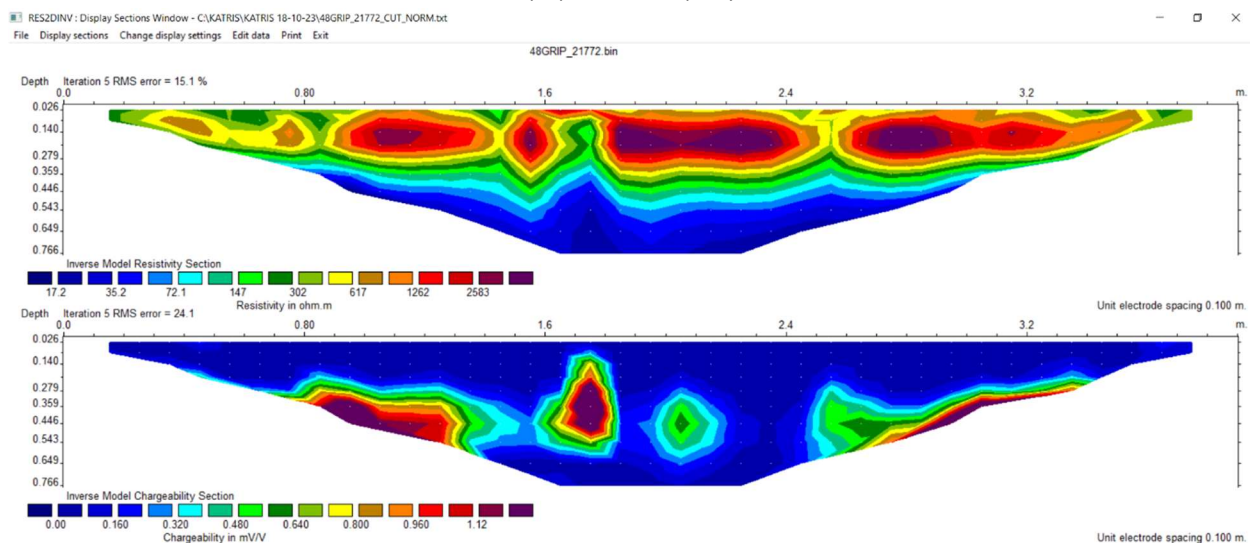 RES2DINV : Display Sections Window - C:\KATRIS\KATRIS 18-10-23\48GRIP_21772_CUT_NORM.txt
File Display sections Change display settings Edit data Print Exit
48GRIP_21772.bin
Depth Iteration 5 RMS error = 15.1 %
0.0 0.80 1.6 2.4 3.2 m.
0.026
0.140
0.279
0.359
0.446
0.543
0.649
0.766
Inverse Model Resistivity Section
17.2 35.2 72.1 147 302 617 1262 2583
Resistivity in ohm.m
Unit electrode spacing 0.100 m.
Depth Iteration 5 RMS error = 24.1
0.0 0.80 1.6 2.4 3.2 m.
0.026
0.140
0.279
0.359
0.446
0.543
0.649
0.766
Inverse Model Chargeability Section
0.00 0.160 0.320 0.480 0.640 0.800 0.960 1.12
Chargeability in mV/V
Unit electrode spacing 0.100 m.